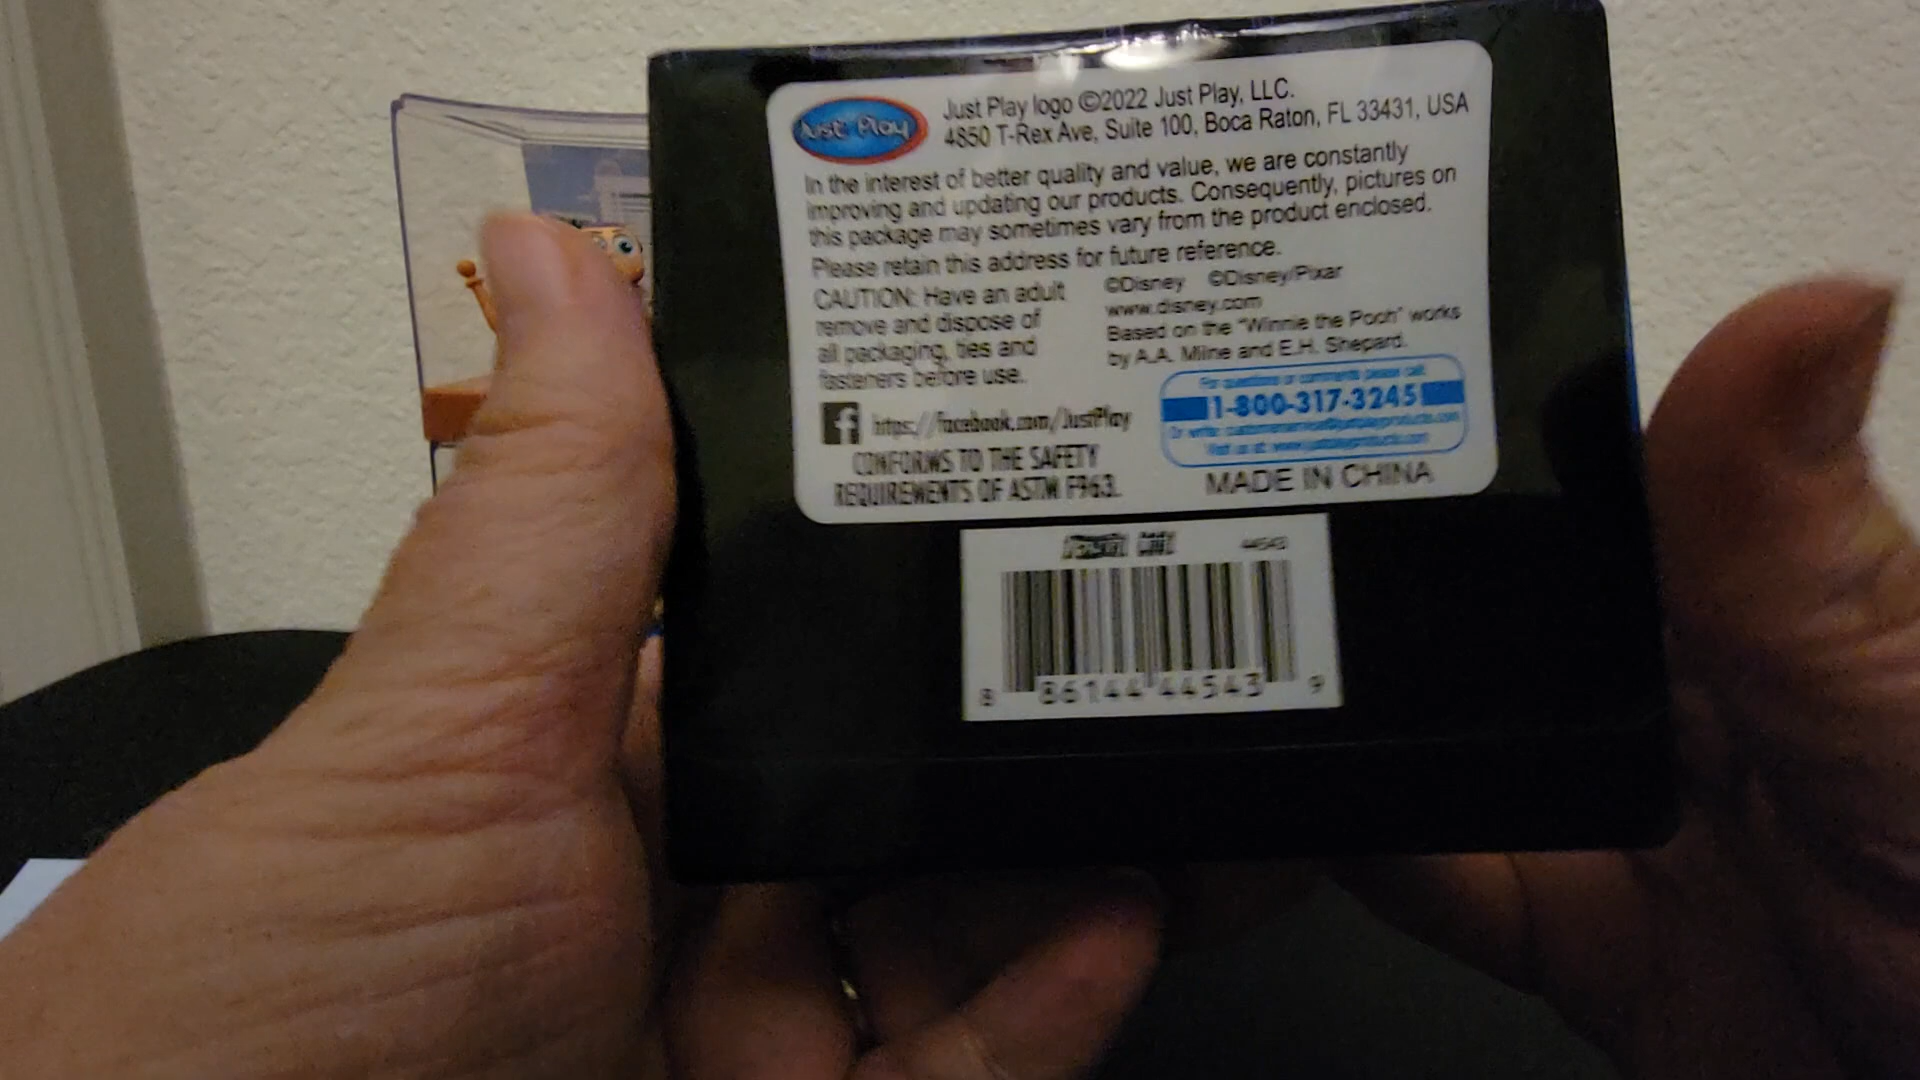 Just Play
Just Play logo ©2022 Just Play, LLC.
4850 T-Rex Ave, Suite 100, Boca Raton, FL 33431, USA
In the interest of better quality and value, we are constantly
improving and updating our products. Consequently, pictures on
this package may sometimes vary from the product enclosed.
Please retain this address for future reference.
CAUTION: Have an adult
remove and dispose of
all packaging, ties and
fasteners before use.
©Disney ©Disney/Pixar
www.disney.com
Based on the "Winnie the Pooh" works
by A.A. Milne and E.H. Shepard.
For questions or comments please call:
1-800-317-3245
Or write: customerservice@justplayproducts.com
Visit us at: www.justplayproducts.com
https://facebook.com/JustPlay
CONFORMS TO THE SAFETY
REQUIREMENTS OF ASTM F963.
MADE IN CHINA
44543
8 86144 44543 9